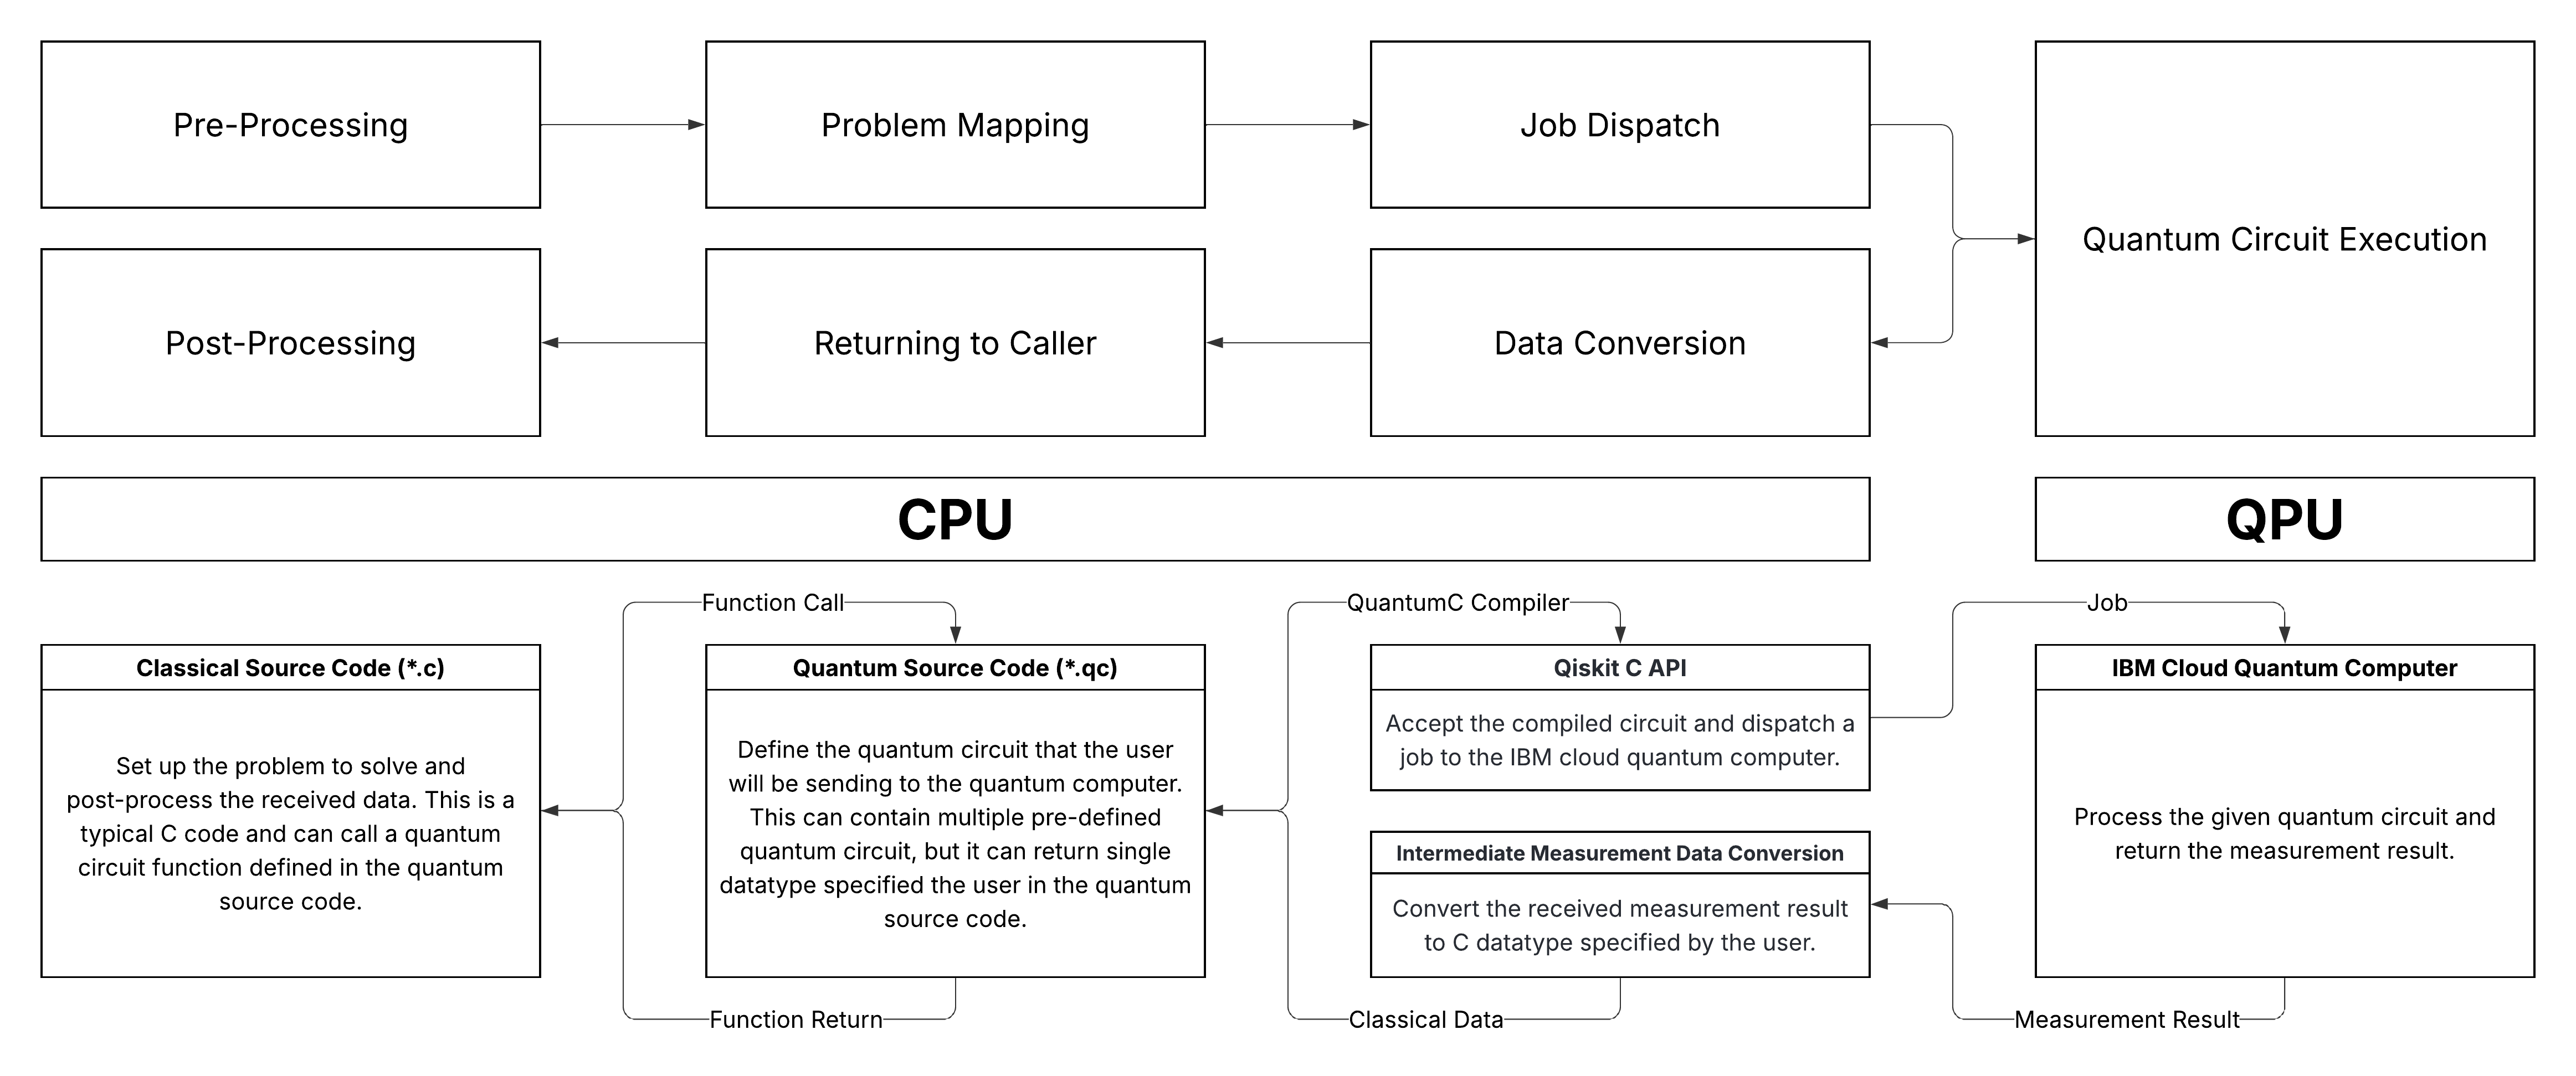 Pre-Processing
Problem Mapping
Job Dispatch
Quantum Circuit Execution
Post-Processing
Returning to Caller
Data Conversion
CPU
QPU
Function Call
QuantumC Compiler
Job
Classical Source Code (*.c)
Set up the problem to solve and
post-process the received data. This is a
typical C code and can call a quantum
circuit function defined in the quantum
source code.
Quantum Source Code (*.qc)
Define the quantum circuit that the user
will be sending to the quantum computer.
This can contain multiple pre-defined
quantum circuit, but it can return single
datatype specified the user in the quantum
source code.
Qiskit C API
Accept the compiled circuit and dispatch a
job to the IBM cloud quantum computer.
Intermediate Measurement Data Conversion
Convert the received measurement result
to C datatype specified by the user.
IBM Cloud Quantum Computer
Process the given quantum circuit and
return the measurement result.
Function Return
Classical Data
Measurement Result